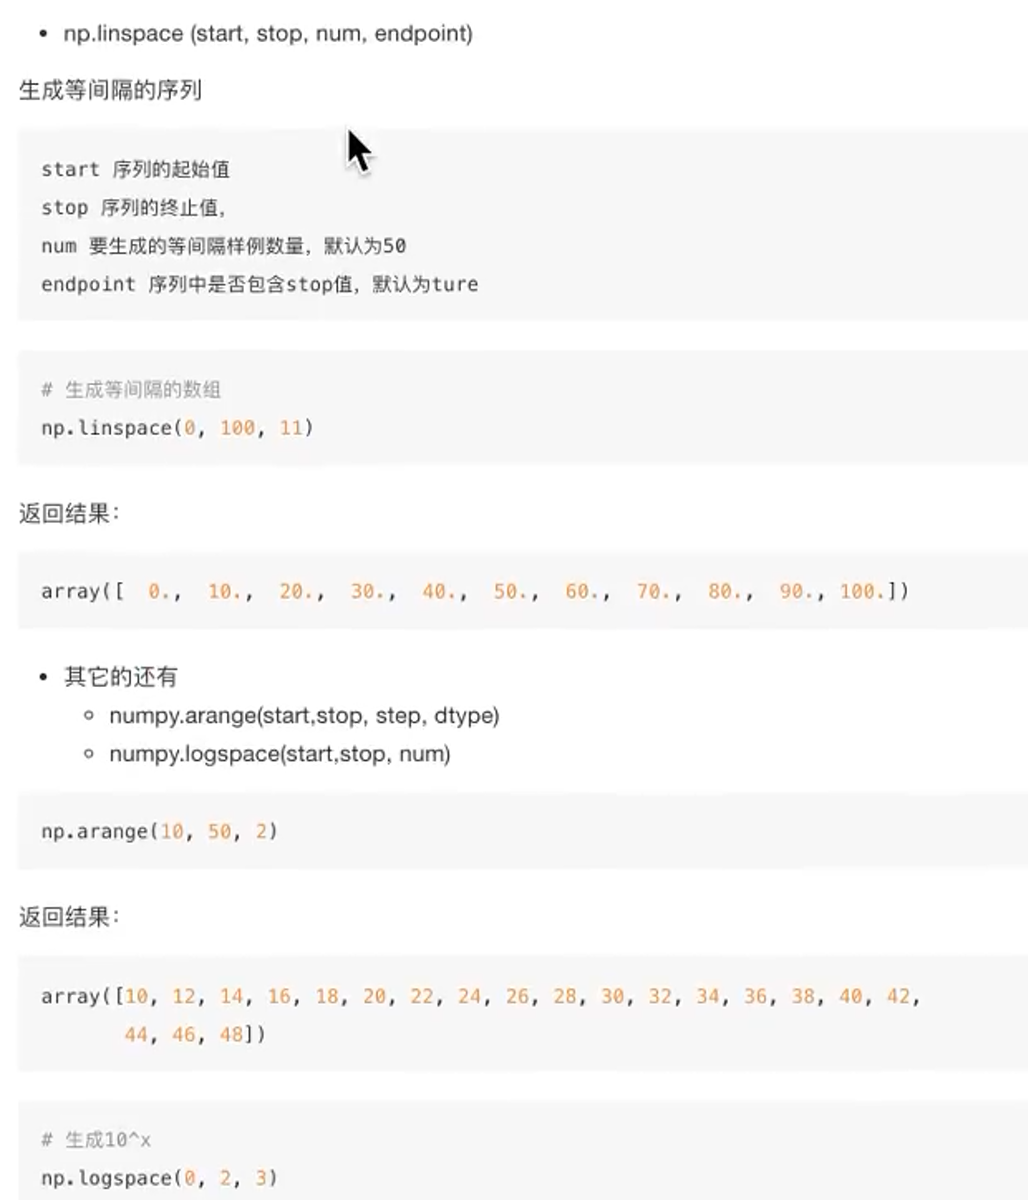 • np.linspace (start, stop, num, endpoint)
生成等间隔的序列
start 序列的起始值
stop 序列的终止值,
num 要生成的等间隔样例数量，默认为50
endpoint 序列中是否包含stop值，默认为ture
# 生成等间隔的数组
np.linspace(0, 100, 11)
返回结果：
array([  0.,  10.,  20.,  30.,  40.,  50.,  60.,  70.,  80.,  90., 100.])
• 其它的还有
◦ numpy.arange(start,stop, step, dtype)
◦ numpy.logspace(start,stop, num)
np.arange(10, 50, 2)
返回结果：
array([10, 12, 14, 16, 18, 20, 22, 24, 26, 28, 30, 32, 34, 36, 38, 40, 42,
       44, 46, 48])
# 生成10^x
np.logspace(0, 2, 3)